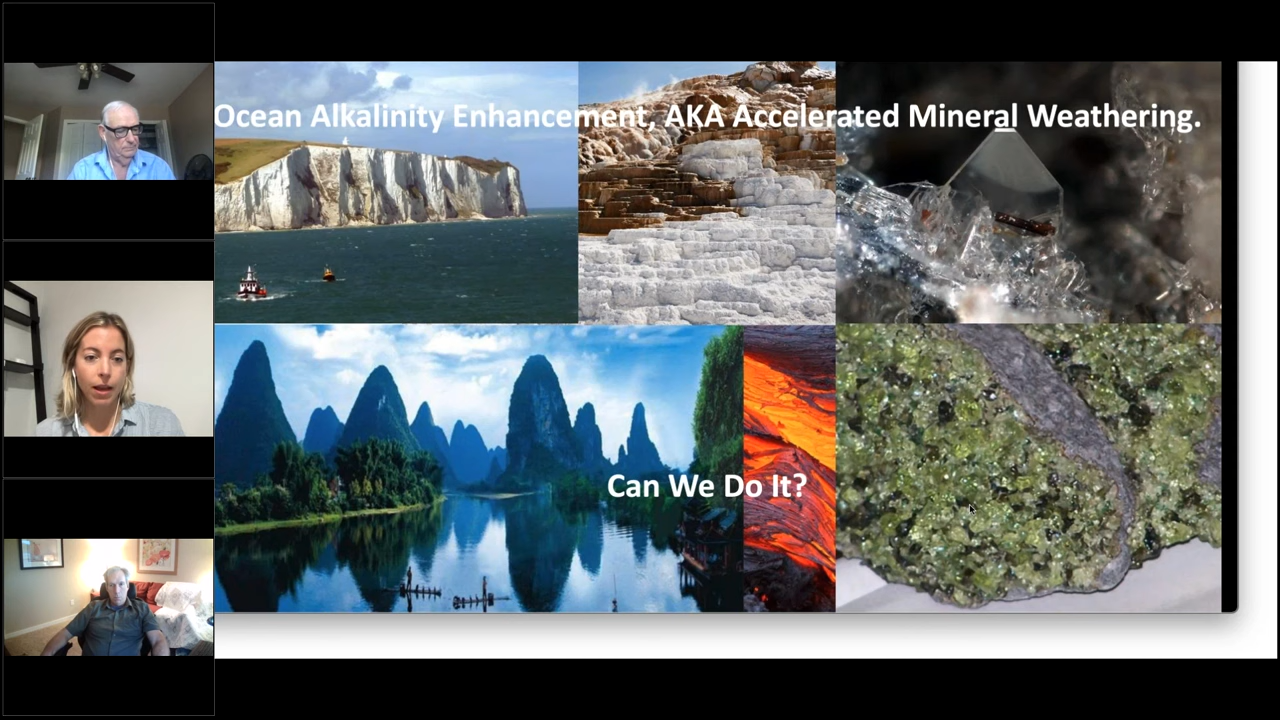 Ocean Alkalinity Enhancement, AKA Accelerated Mineral Weathering.
Can We Do It?